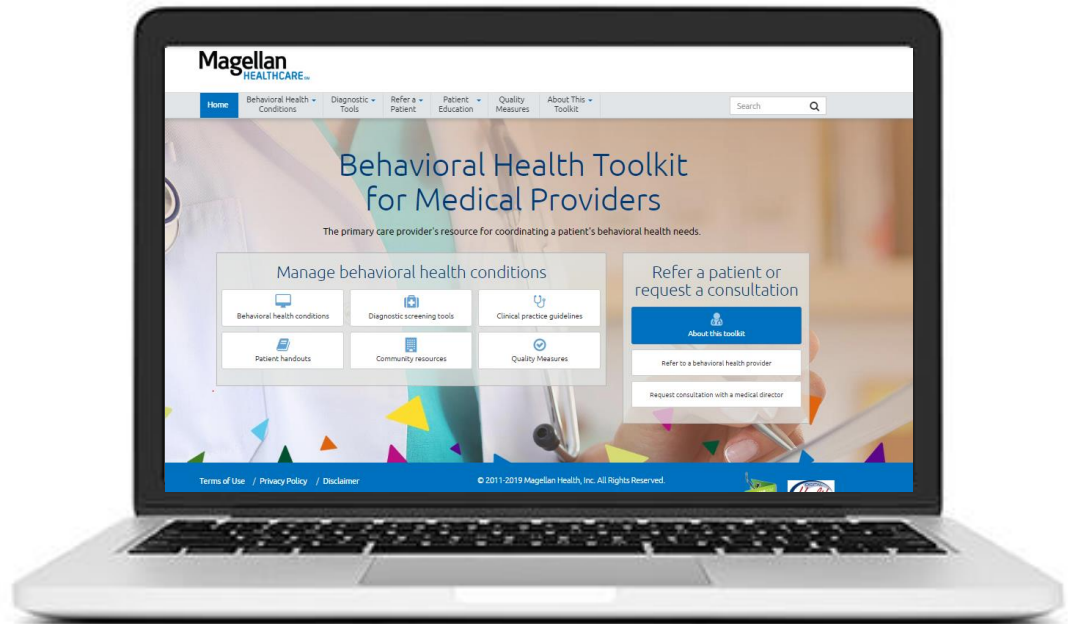 Magellan
HEALTHCARE
Home
Behavioral Health
Conditions
Diagnostic
Tools
Refer a
Patient
Patient
Education
Quality
Measures
About This
Toolkit
Search
Behavioral Health Toolkit
for Medical Providers
The primary care provider's resource for coordinating a patient's behavioral health needs.
Manage behavioral health conditions
Behavioral health conditions
Diagnostic screening tools
Clinical practice guidelines
Patient handouts
Community resources
Quality Measures
Refer a patient or
request a consultation
About this toolkit
Refer to a behavioral health provider
Request consultation with a medical director
Terms of Use / Privacy Policy / Disclaimer
© 2011-2019 Magellan Health, Inc. All Rights Reserved.